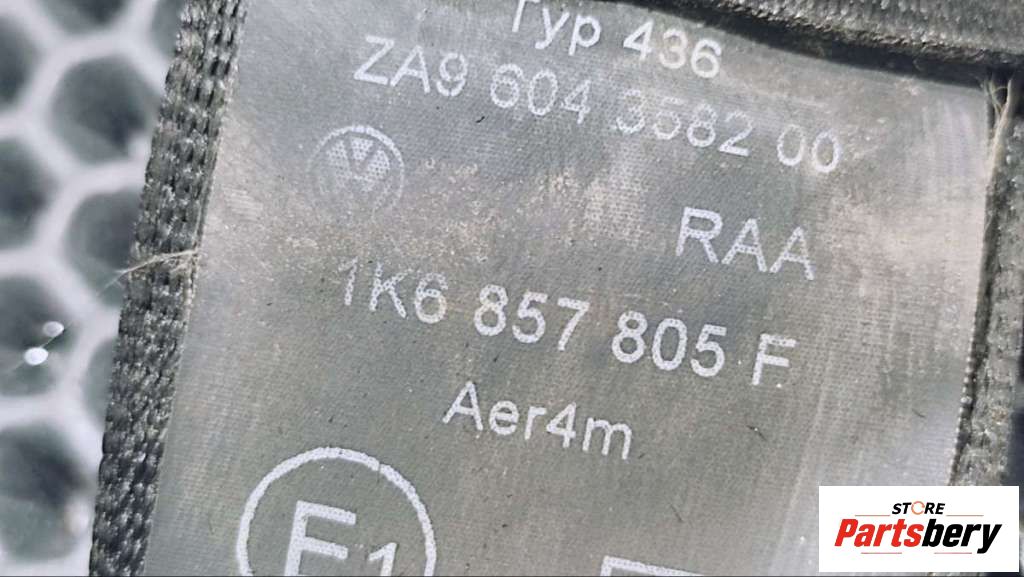 Typ 436
ZA9 604 3582 00
RAA
1K6 857 805 F
Aer4m
E1
STORE
Partsbery